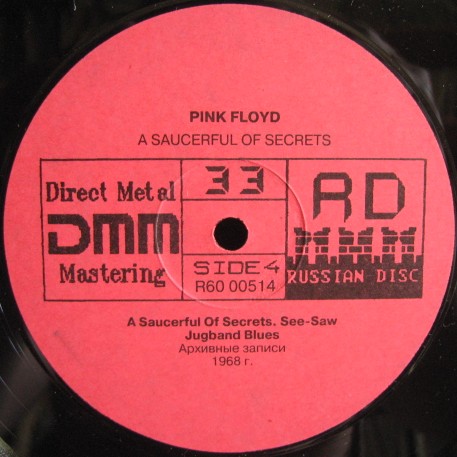 PINK FLOYD
A SAUCERFUL OF SECRETS
Direct Metal
DMM
Mastering
33
SIDE 4
R60 00514
RD
RUSSIAN DISC
A Saucerful Of Secrets. See-Saw
Jugband Blues
Архивные записи
1968 г.